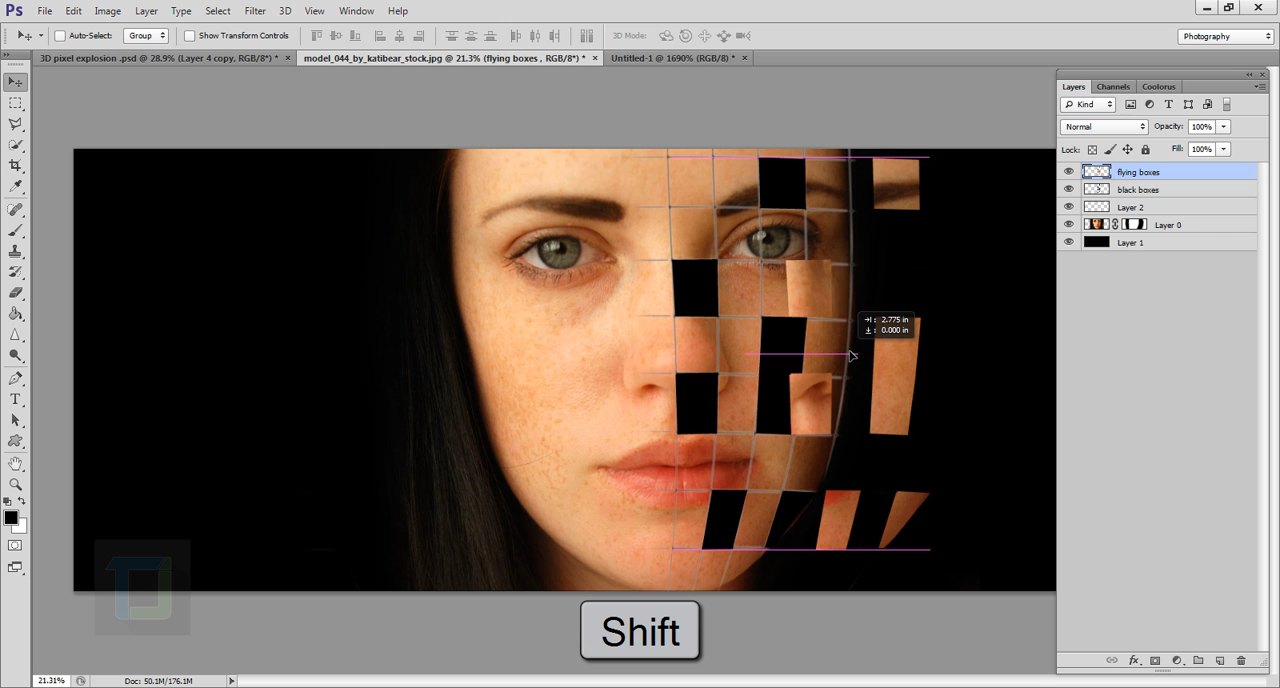 Ps File Edit Image Layer Type Select Filter 3D View Window Help
Auto-Select: Group Show Transform Controls 3D Mode: Photography
3D pixel explosion .psd @ 28.9% (Layer 4 copy, RGB/8*) * × model_044_by_katibear_stock.jpg @ 21.3% (flying boxes , RGB/8*) * × Untitled-1 @ 1690% (RGB/8) * ×
Layers Channels Coolorus
Kind
Normal Opacity: 100%
Lock: Fill: 100%
flying boxes
black boxes
Layer 2
Layer 0
Layer 1
: 2.775 in
: 0.000 in
Shift
21.31% Doc: 50.1M/176.1M